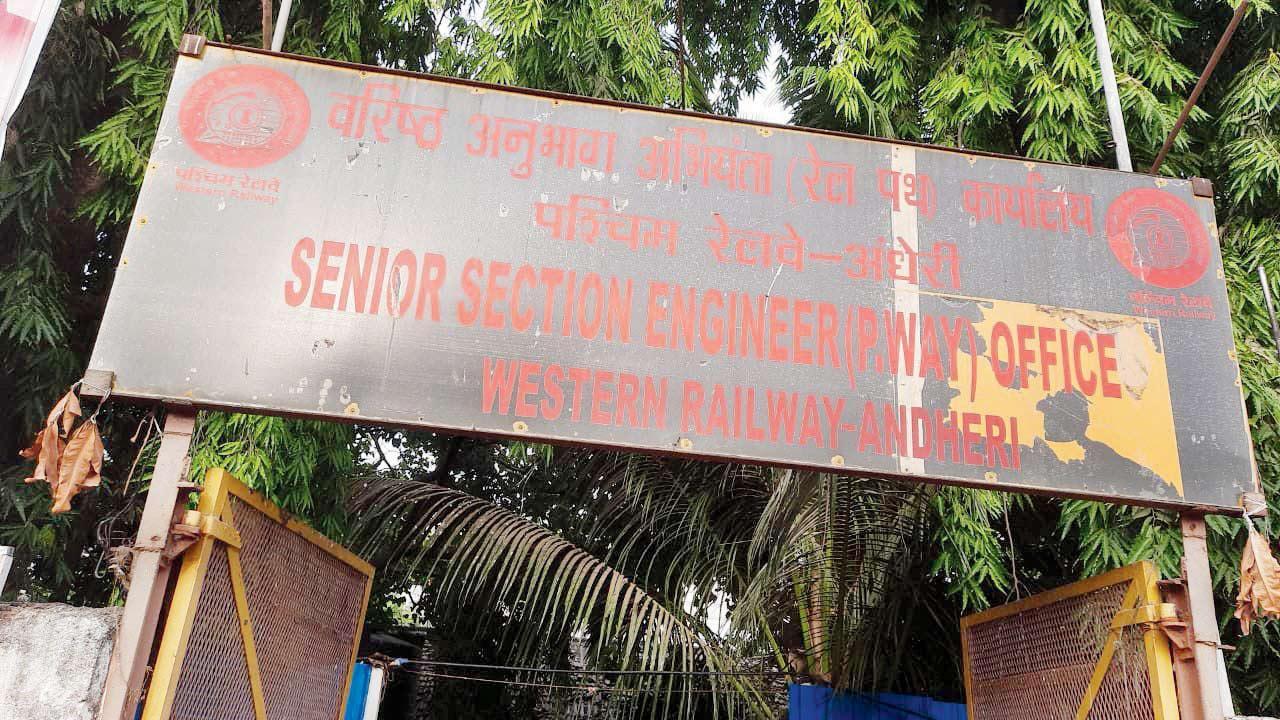 वरिष्ठ अनुभाग अभियंता (रेल पथ) कार्यालय
पश्चिम रेलवे-अंधेरी
SENIOR SECTION ENGINEER (P.WAY) OFFICE
WESTERN RAILWAY-ANDHERI
पश्चिम रेलवे
Western Railway
पश्चिम रेलवे
Western Railway